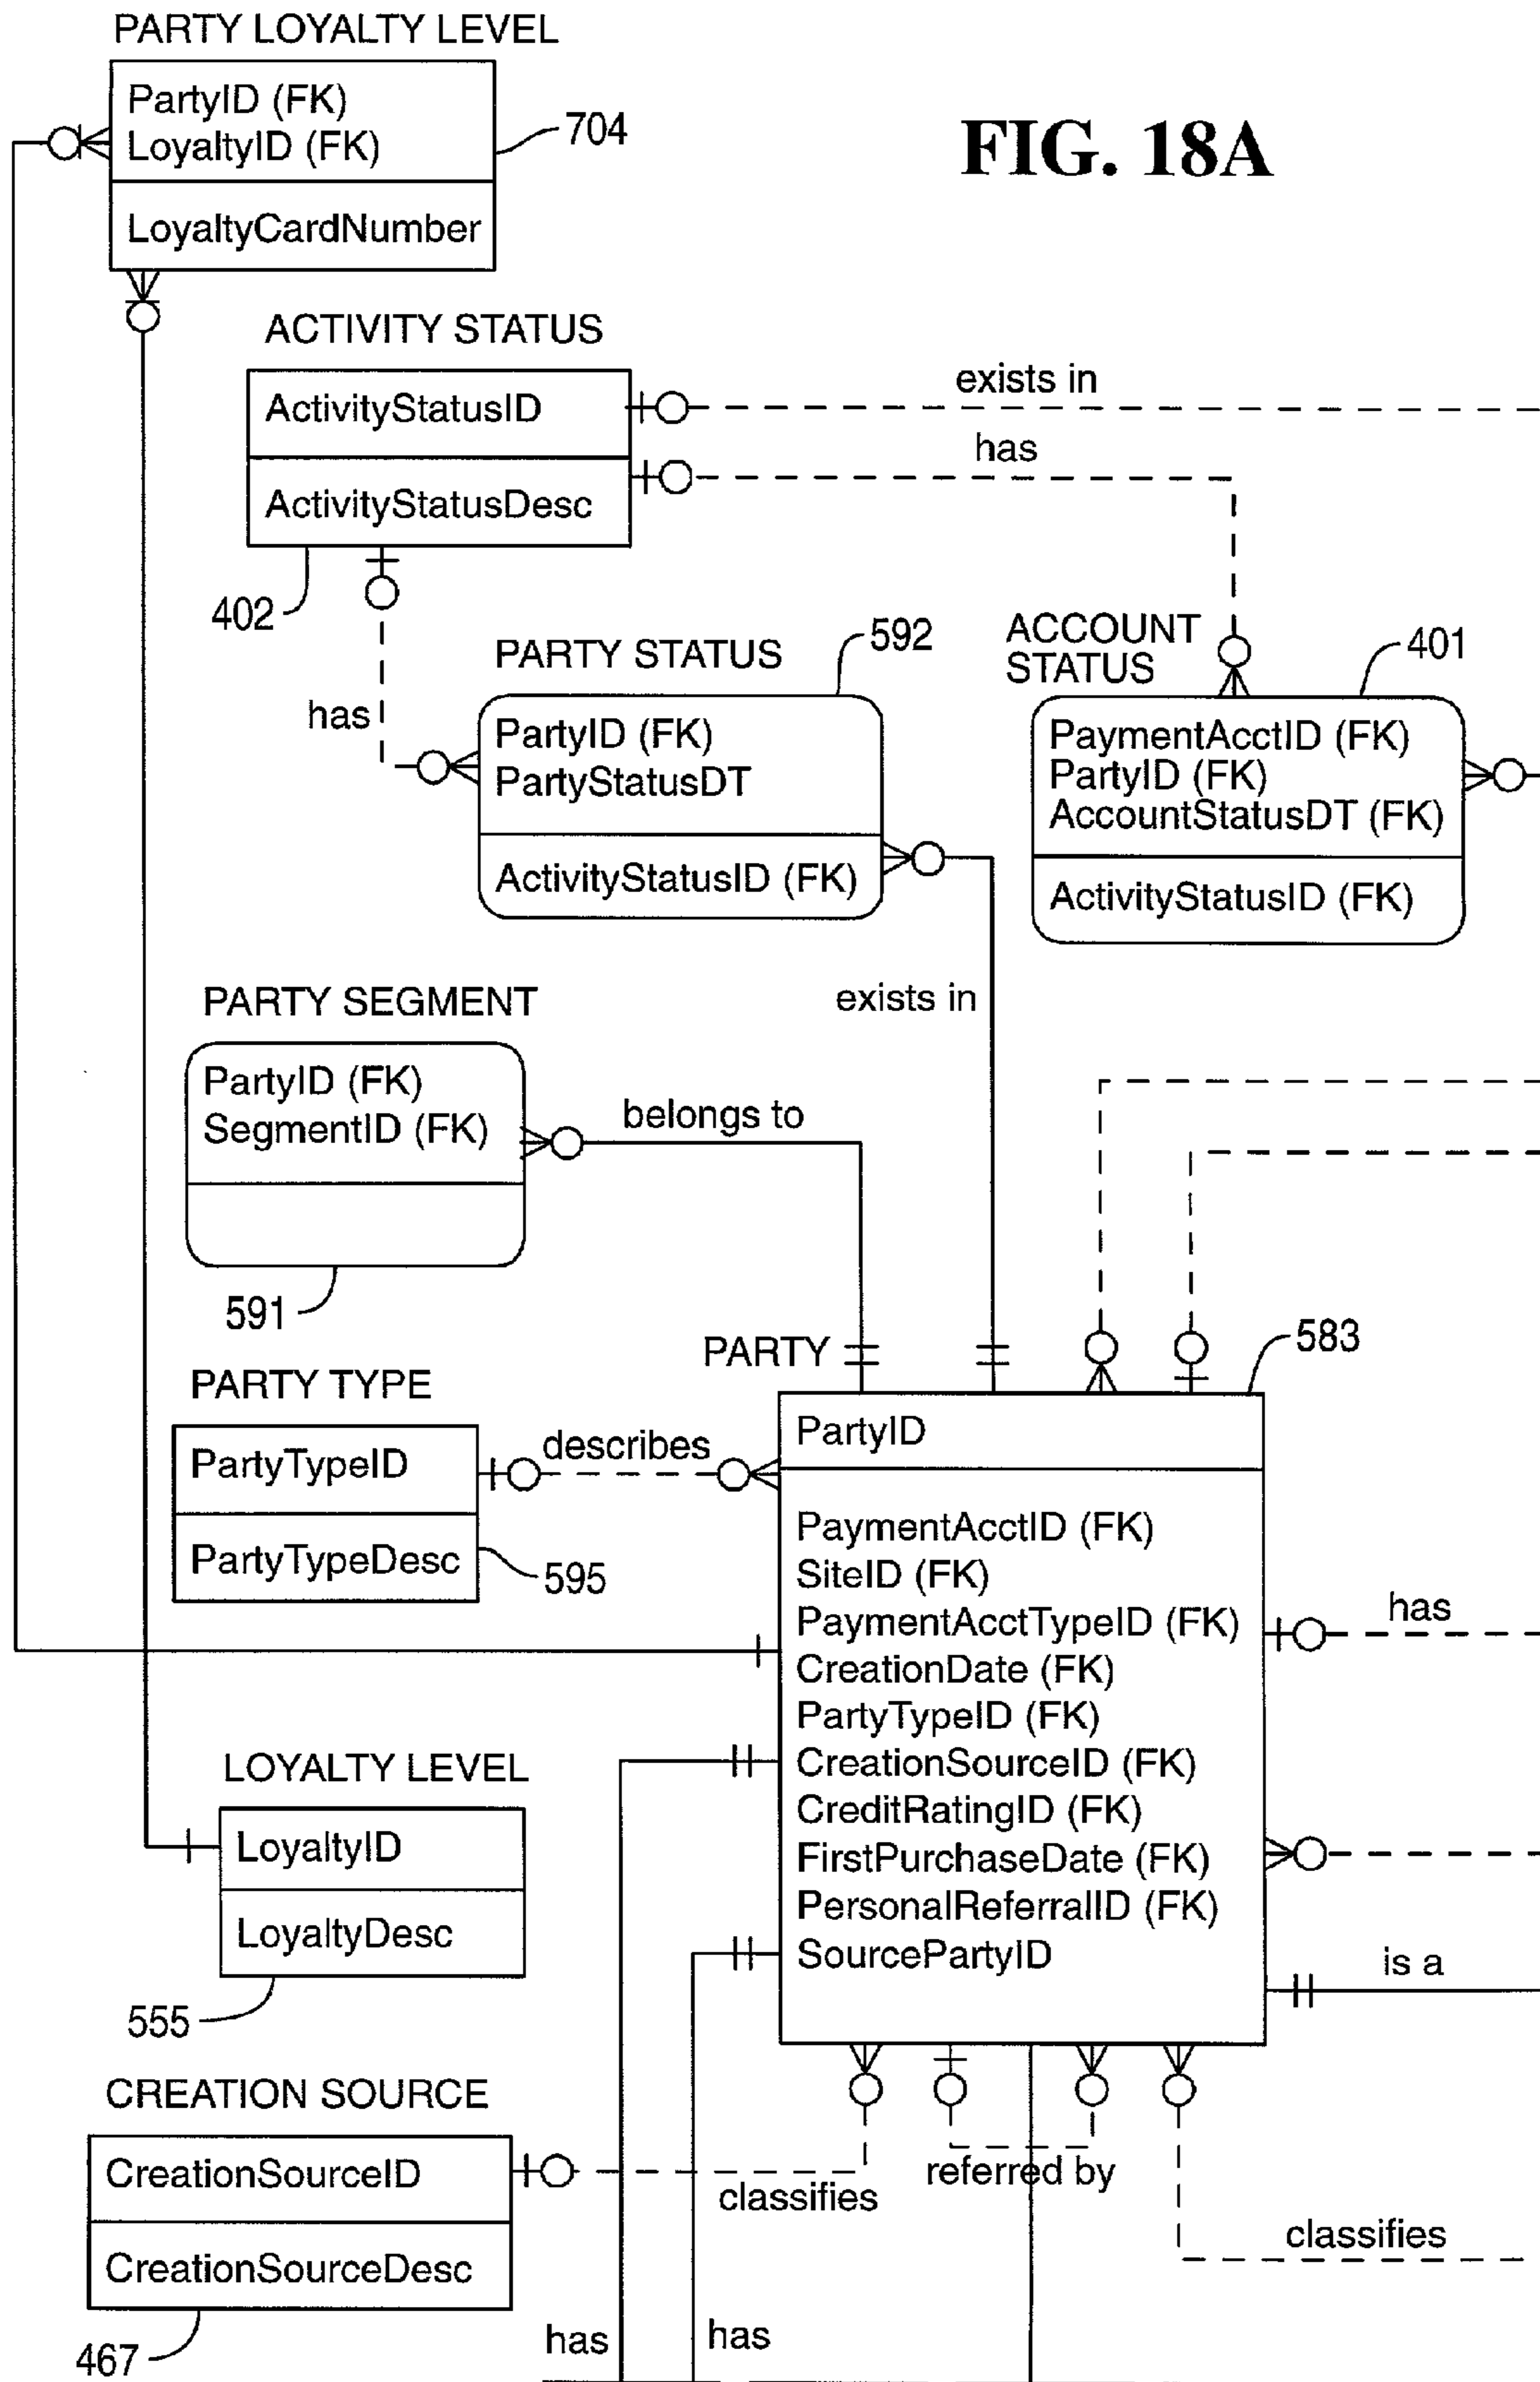 PARTY LOYALTY LEVEL
PartyID (FK)
LoyaltyID (FK)
LoyaltyCardNumber
704
FIG. 18A
ACTIVITY STATUS
ActivityStatusID
ActivityStatusDesc
402
exists in
has
has
PARTY STATUS
592
PartyID (FK)
PartyStatusDT
ActivityStatusID (FK)
ACCOUNT
STATUS
401
PaymentAcctID (FK)
PartyID (FK)
AccountStatusDT (FK)
ActivityStatusID (FK)
exists in
PARTY SEGMENT
PartyID (FK)
SegmentID (FK)
591
belongs to
PARTY
583
PARTY TYPE
PartyTypeID
PartyTypeDesc
595
describes
PartyID
PaymentAcctID (FK)
SiteID (FK)
PaymentAcctTypeID (FK)
CreationDate (FK)
PartyTypeID (FK)
CreationSourceID (FK)
CreditRatingID (FK)
FirstPurchaseDate (FK)
PersonalReferralID (FK)
SourcePartyID
has
is a
LOYALTY LEVEL
LoyaltyID
LoyaltyDesc
555
CREATION SOURCE
CreationSourceID
CreationSourceDesc
467
classifies
referred by
classifies
has
has